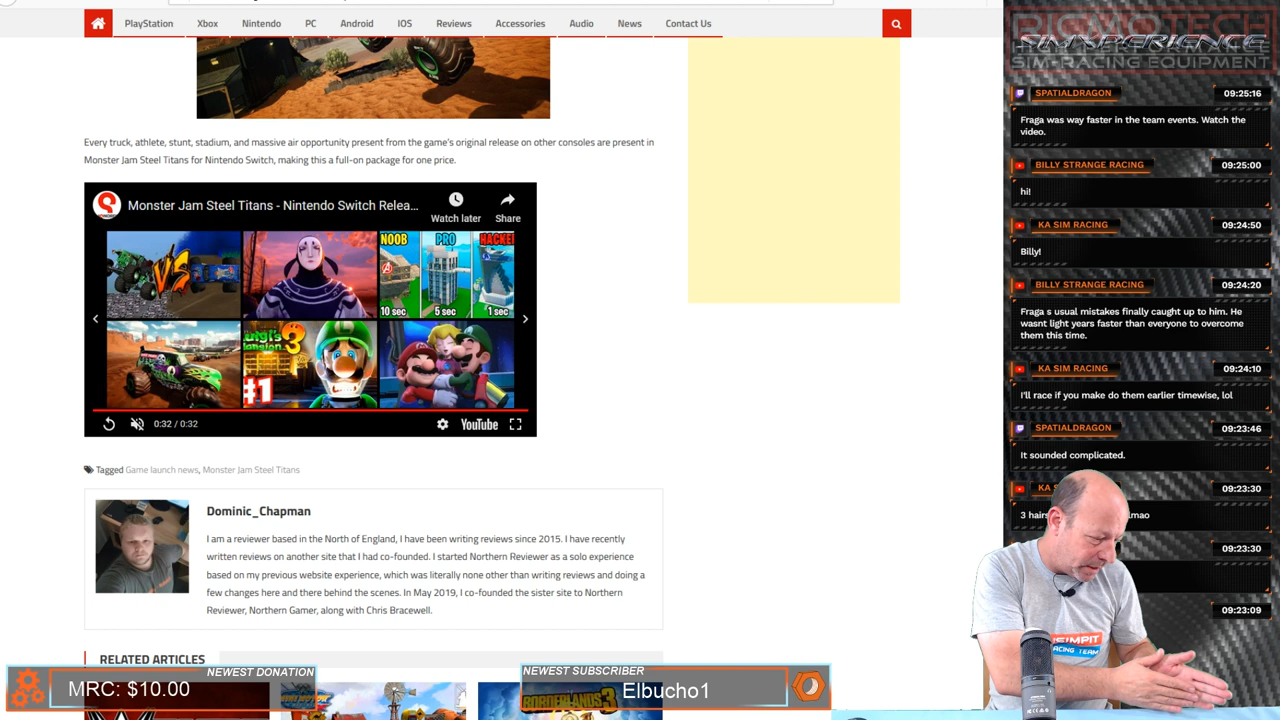 PlayStation Xbox Nintendo PC Android IOS Reviews Accessories Audio News Contact Us
Every truck, athlete, stunt, stadium, and massive air opportunity present from the game's original release on other consoles are present in
Monster Jam Steel Titans for Nintendo Switch, making this a full-on package for one price.
Monster Jam Steel Titans - Nintendo Switch Relea...
Watch later
Share
VS
NOOB
PRO
HACKER
10 sec
5 sec
1 sec
Luigi's
Mansion 3
#1
0:32 / 0:32
YouTube
Tagged Game launch news, Monster Jam Steel Titans
Dominic_Chapman
I am a reviewer based in the North of England, I have been writing reviews since 2015. I have recently
written reviews on another site that I had co-founded. I started Northern Reviewer as a solo experience
based on my previous website experience, which was literally none other than writing reviews and doing a
few changes here and there behind the scenes. In May 2019, I co-founded the sister site to Northern
Reviewer, Northern Gamer, along with Chris Bracewell.
RELATED ARTICLES
NEWEST DONATION
MRC: $10.00
NEWEST SUBSCRIBER
Elbucho1
BORDERLANDS 3
SIMXPERIENCE
SIM-RACING EQUIPMENT
SPATIALDRAGON 09:25:16
Fraga was way faster in the team events. Watch the
video.
BILLY STRANGE RACING 09:25:00
hi!
KA SIM RACING 09:24:50
Billy!
BILLY STRANGE RACING 09:24:20
Fraga s usual mistakes finally caught up to him. He
wasnt light years faster than everyone to overcome
them this time.
KA SIM RACING 09:24:10
I'll race if you make do them earlier timewise, lol
SPATIALDRAGON 09:23:46
It sounded complicated.
KA S 09:23:30
3 hairs mao
09:23:30
09:23:09
SIMPIT
RACING TEAM